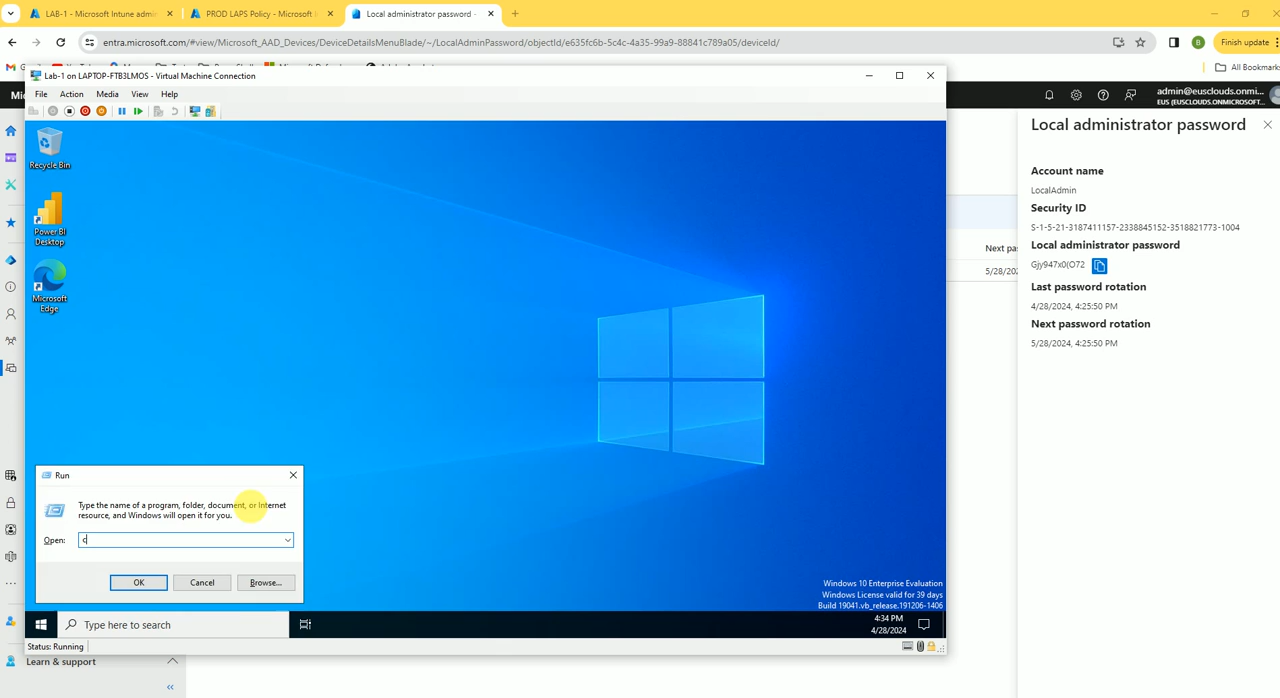 LAB-1 - Microsoft Intune admin
PROD LAPS Policy - Microsoft I
Local administrator password -
entra.microsoft.com/#view/Microsoft_AAD_Devices/DeviceDetailsMenuBlade/~/LocalAdminPassword/objectId/e635fc6b-5c4c-4a35-99a9-88841c789a05/deviceId/
B
Finish update
All Bookmarks
Lab-1 on LAPTOP-FTB3LMOS - Virtual Machine Connection
File Action Media View Help
Recycle Bin
Power BI
Desktop
Microsoft
Edge
Run
Type the name of a program, folder, document, or Internet
resource, and Windows will open it for you.
Open: c
OK Cancel Browse...
Windows 10 Enterprise Evaluation
Windows License valid for 39 days
Build 19041.vb_release.191206-1406
Type here to search
4:34 PM
4/28/2024
Status: Running
Learn & support
Mi
admin@eusclouds.onmi...
EUS (EUSCLOUDS.ONMICROSOFT...
Next pa
5/28/202
Local administrator password
Account name
LocalAdmin
Security ID
S-1-5-21-3187411157-2338845152-3518821773-1004
Local administrator password
Gjy947x0(O72
Last password rotation
4/28/2024, 4:25:50 PM
Next password rotation
5/28/2024, 4:25:50 PM